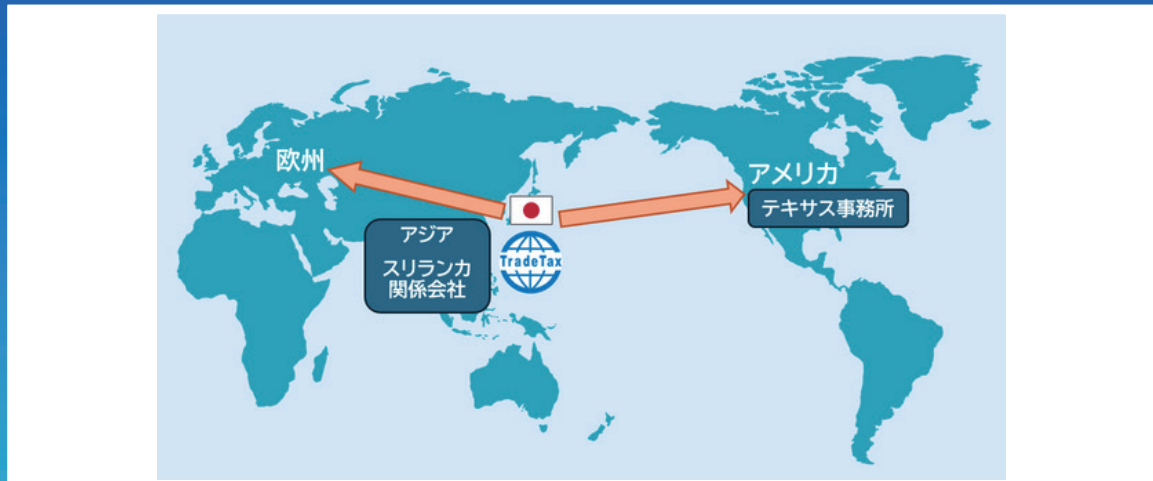 欧州
アメリカ
テキサス事務所
アジア
スリランカ
関係会社
TradeTax